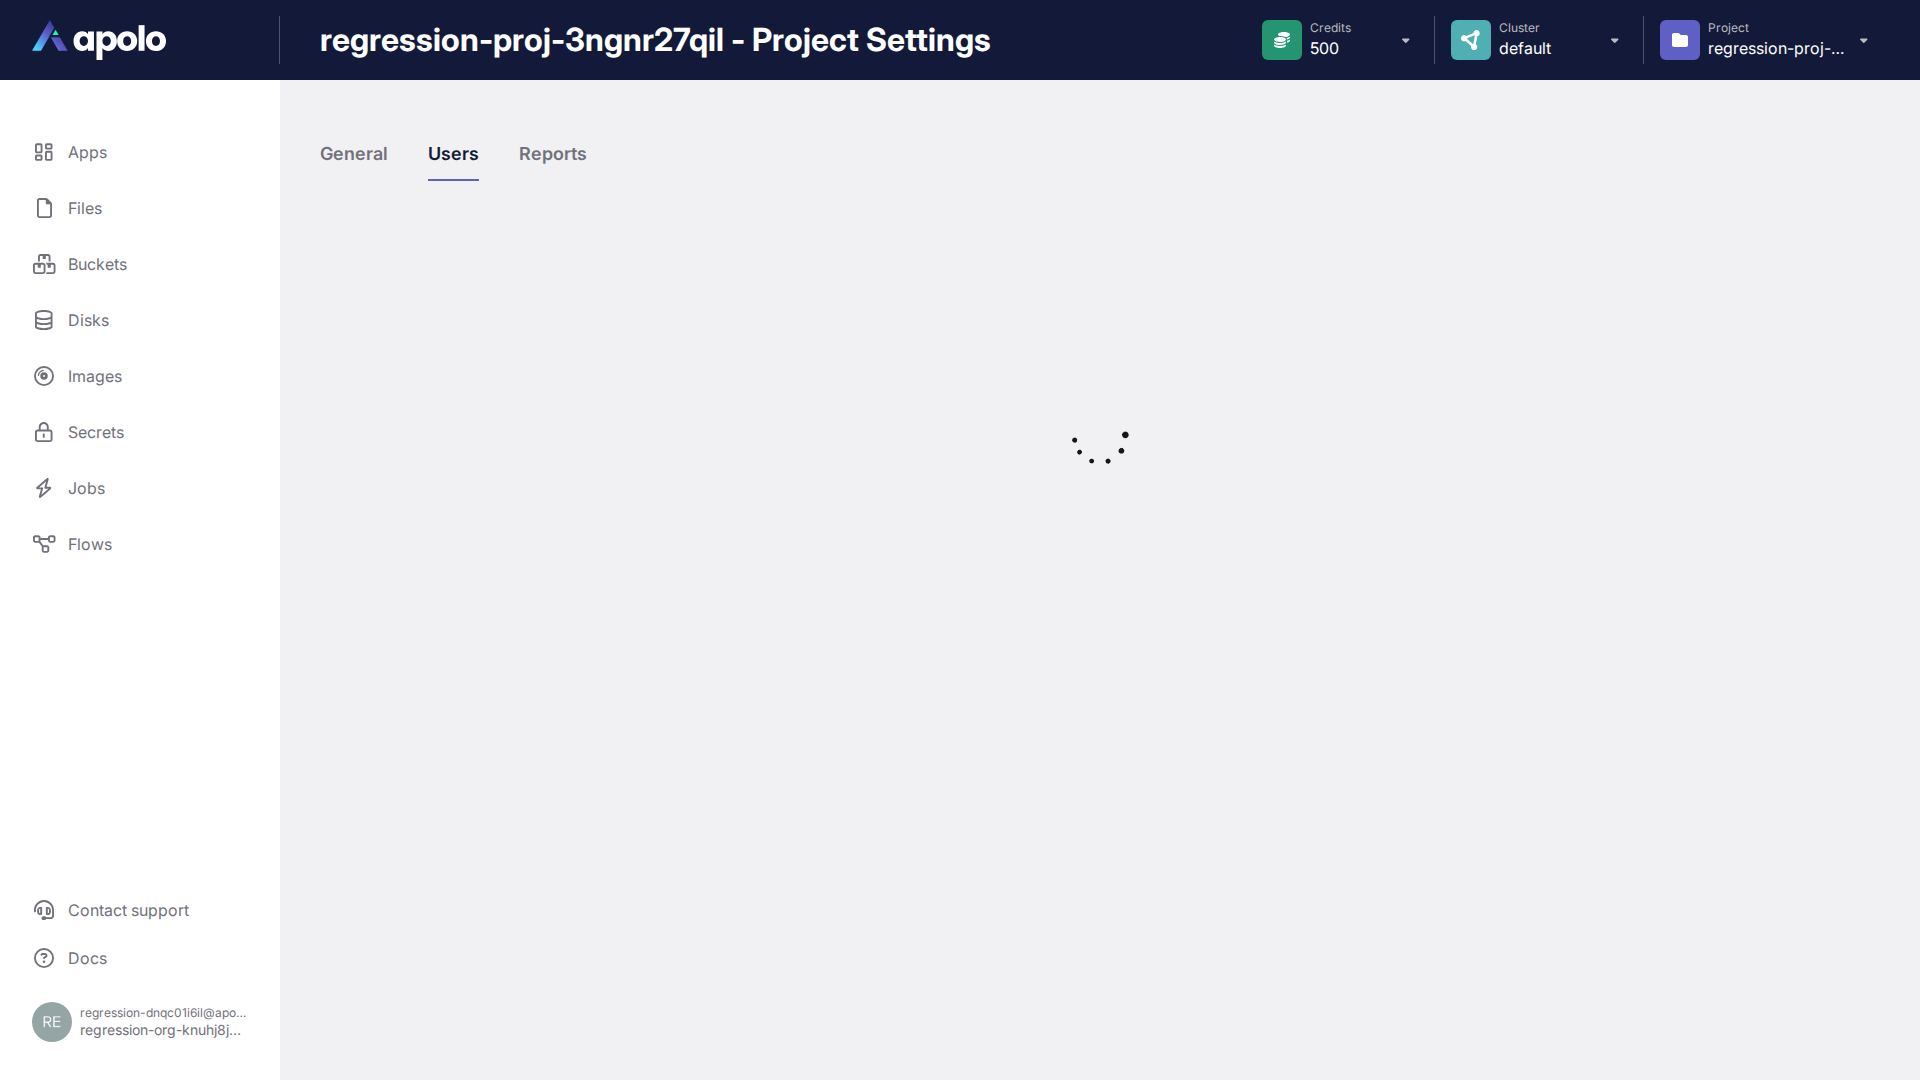 apolo
regression-proj-3ngnr27qil - Project Settings
Credits
500
Cluster
default
Project
regression-proj-...
Apps
Files
Buckets
Disks
Images
Secrets
Jobs
Flows
General
Users
Reports
Contact support
Docs
RE
regression-dnqc01i6il@apo...
regression-org-knuhj8j...